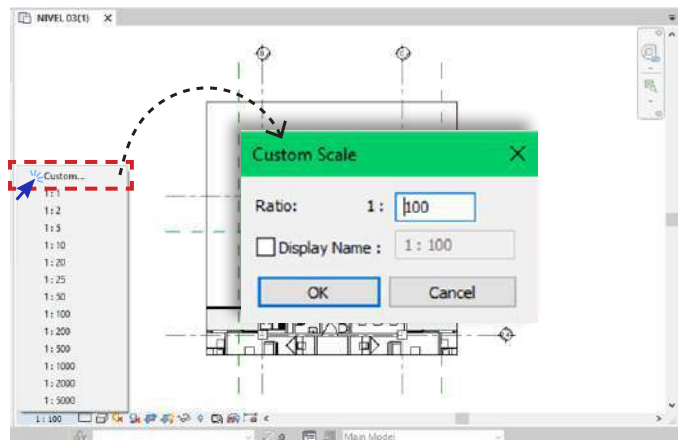 NIVEL 03(1)
Custom...
1:1
1:2
1:5
1:10
1:20
1:25
1:50
1:100
1:200
1:500
1:1000
1:2000
1:5000
Custom Scale
Ratio: 1: 100
Display Name: 1:100
OK Cancel
1:100
Main Model